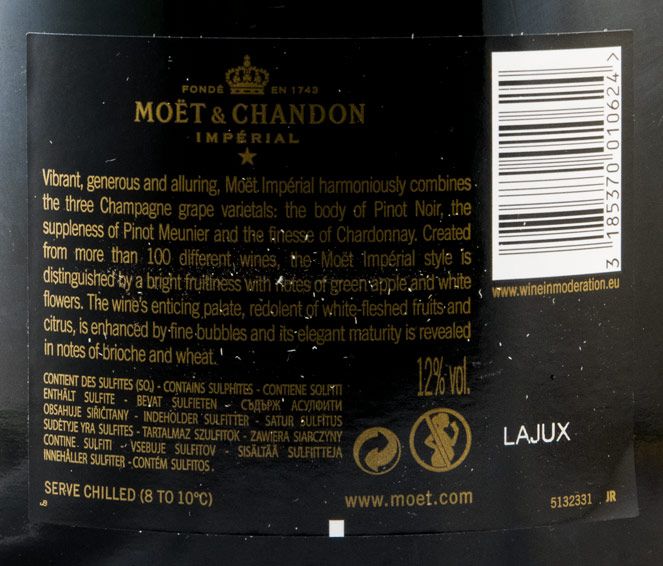 FONDÉ EN 1743
MOËT & CHANDON
IMPÉRIAL
Vibrant, generous and alluring, Moët Impérial harmoniously combines
the three Champagne grape varietals: the body of Pinot Noir, the
suppleness of Pinot Meunier and the finesse of Chardonnay. Created
from more than 100 different wines, the Moët Impérial style is
distinguished by a bright fruitiness with notes of green apple and white
flowers. The wine's enticing palate, redolent of white-fleshed fruits and
citrus, is enhanced by fine bubbles and its elegant maturity is revealed
in notes of brioche and wheat.
12% vol.
CONTIENT DES SULFITES (SO₂) - CONTAINS SULPHITES - CONTIENE SOLFITI
ENTHÄLT SULFITE - BEVAT SULFIETEN - СЪДЪРЖ АСУЛФИТИ
OBSAHUJE SIŘIČITANY - INDEHOLDER SULFITTER - SATUR SULFĪTUS
SUDĖTYJE YRA SULFITES - TARTALMAZ SZULFITOK - ZAWIERA SIARCZYNY
CONTINE SULFITI - VSEBUJE SULFITOV - SISÄLTÄÄ SULFIITTEJA
INNEHÅLLER SULFITER - CONTÉM SULFITOS.
SERVE CHILLED (8 TO 10°C)
www.moet.com
3 185370 010624 >
www.wineinmoderation.eu
LAJUX
5132331 JR